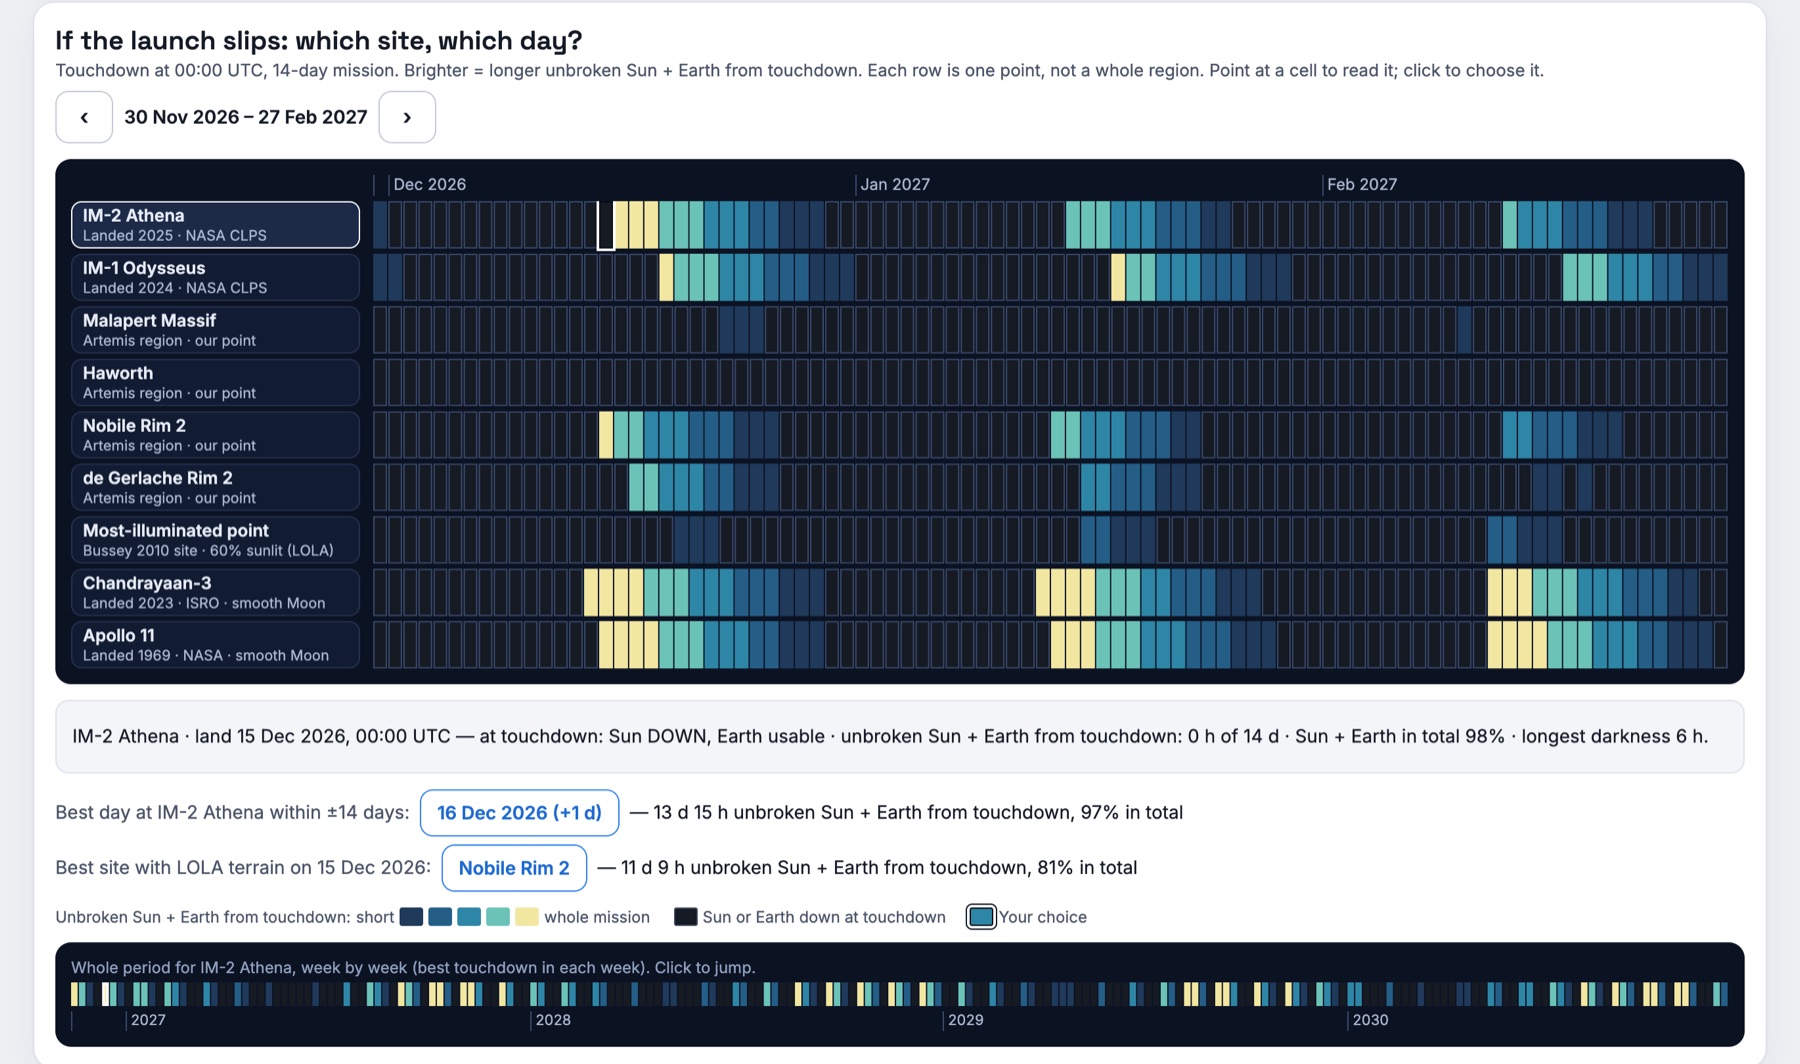 If the launch slips: which site, which day?
Touchdown at 00:00 UTC, 14-day mission. Brighter = longer unbroken Sun + Earth from touchdown. Each row is one point, not a whole region. Point at a cell to read it; click to choose it.
‹ 30 Nov 2026 – 27 Feb 2027 ›
Dec 2026 Jan 2027 Feb 2027
IM-2 Athena
Landed 2025 · NASA CLPS
IM-1 Odysseus
Landed 2024 · NASA CLPS
Malapert Massif
Artemis region · our point
Haworth
Artemis region · our point
Nobile Rim 2
Artemis region · our point
de Gerlache Rim 2
Artemis region · our point
Most-illuminated point
Bussey 2010 site · 60% sunlit (LOLA)
Chandrayaan-3
Landed 2023 · ISRO · smooth Moon
Apollo 11
Landed 1969 · NASA · smooth Moon
IM-2 Athena · land 15 Dec 2026, 00:00 UTC — at touchdown: Sun DOWN, Earth usable · unbroken Sun + Earth from touchdown: 0 h of 14 d · Sun + Earth in total 98% · longest darkness 6 h.
Best day at IM-2 Athena within ±14 days: 16 Dec 2026 (+1 d) — 13 d 15 h unbroken Sun + Earth from touchdown, 97% in total
Best site with LOLA terrain on 15 Dec 2026: Nobile Rim 2 — 11 d 9 h unbroken Sun + Earth from touchdown, 81% in total
Unbroken Sun + Earth from touchdown: short whole mission Sun or Earth down at touchdown Your choice
Whole period for IM-2 Athena, week by week (best touchdown in each week). Click to jump.
2027 2028 2029 2030